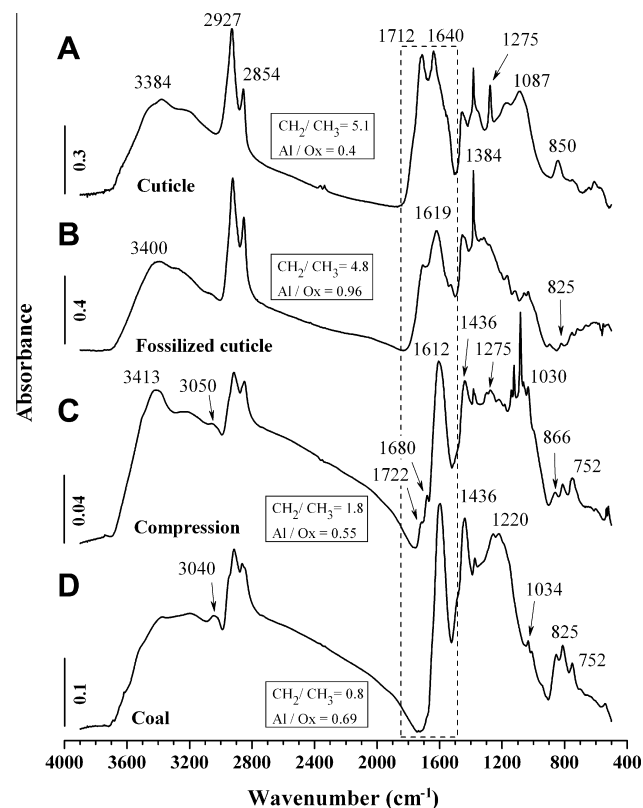 Absorbance
A
3384
2927
2854
1712
1640
1275
1087
850
1384
CH2/ CH3= 5.1
Al / Ox = 0.4
0.3
Cuticle
B
3400
1619
825
CH2/ CH3= 4.8
Al / Ox = 0.96
0.4
Fossilized cuticle
C
3413
3050
1722
1680
1612
1436
1275
1030
866
752
CH2/ CH3= 1.8
Al / Ox = 0.55
0.04
Compression
D
3040
1436
1220
1034
825
752
CH2/ CH3= 0.8
Al / Ox = 0.69
0.1
Coal
4000 3600 2800 2000 1600 1200 800 400
Wavenumber (cm-1)